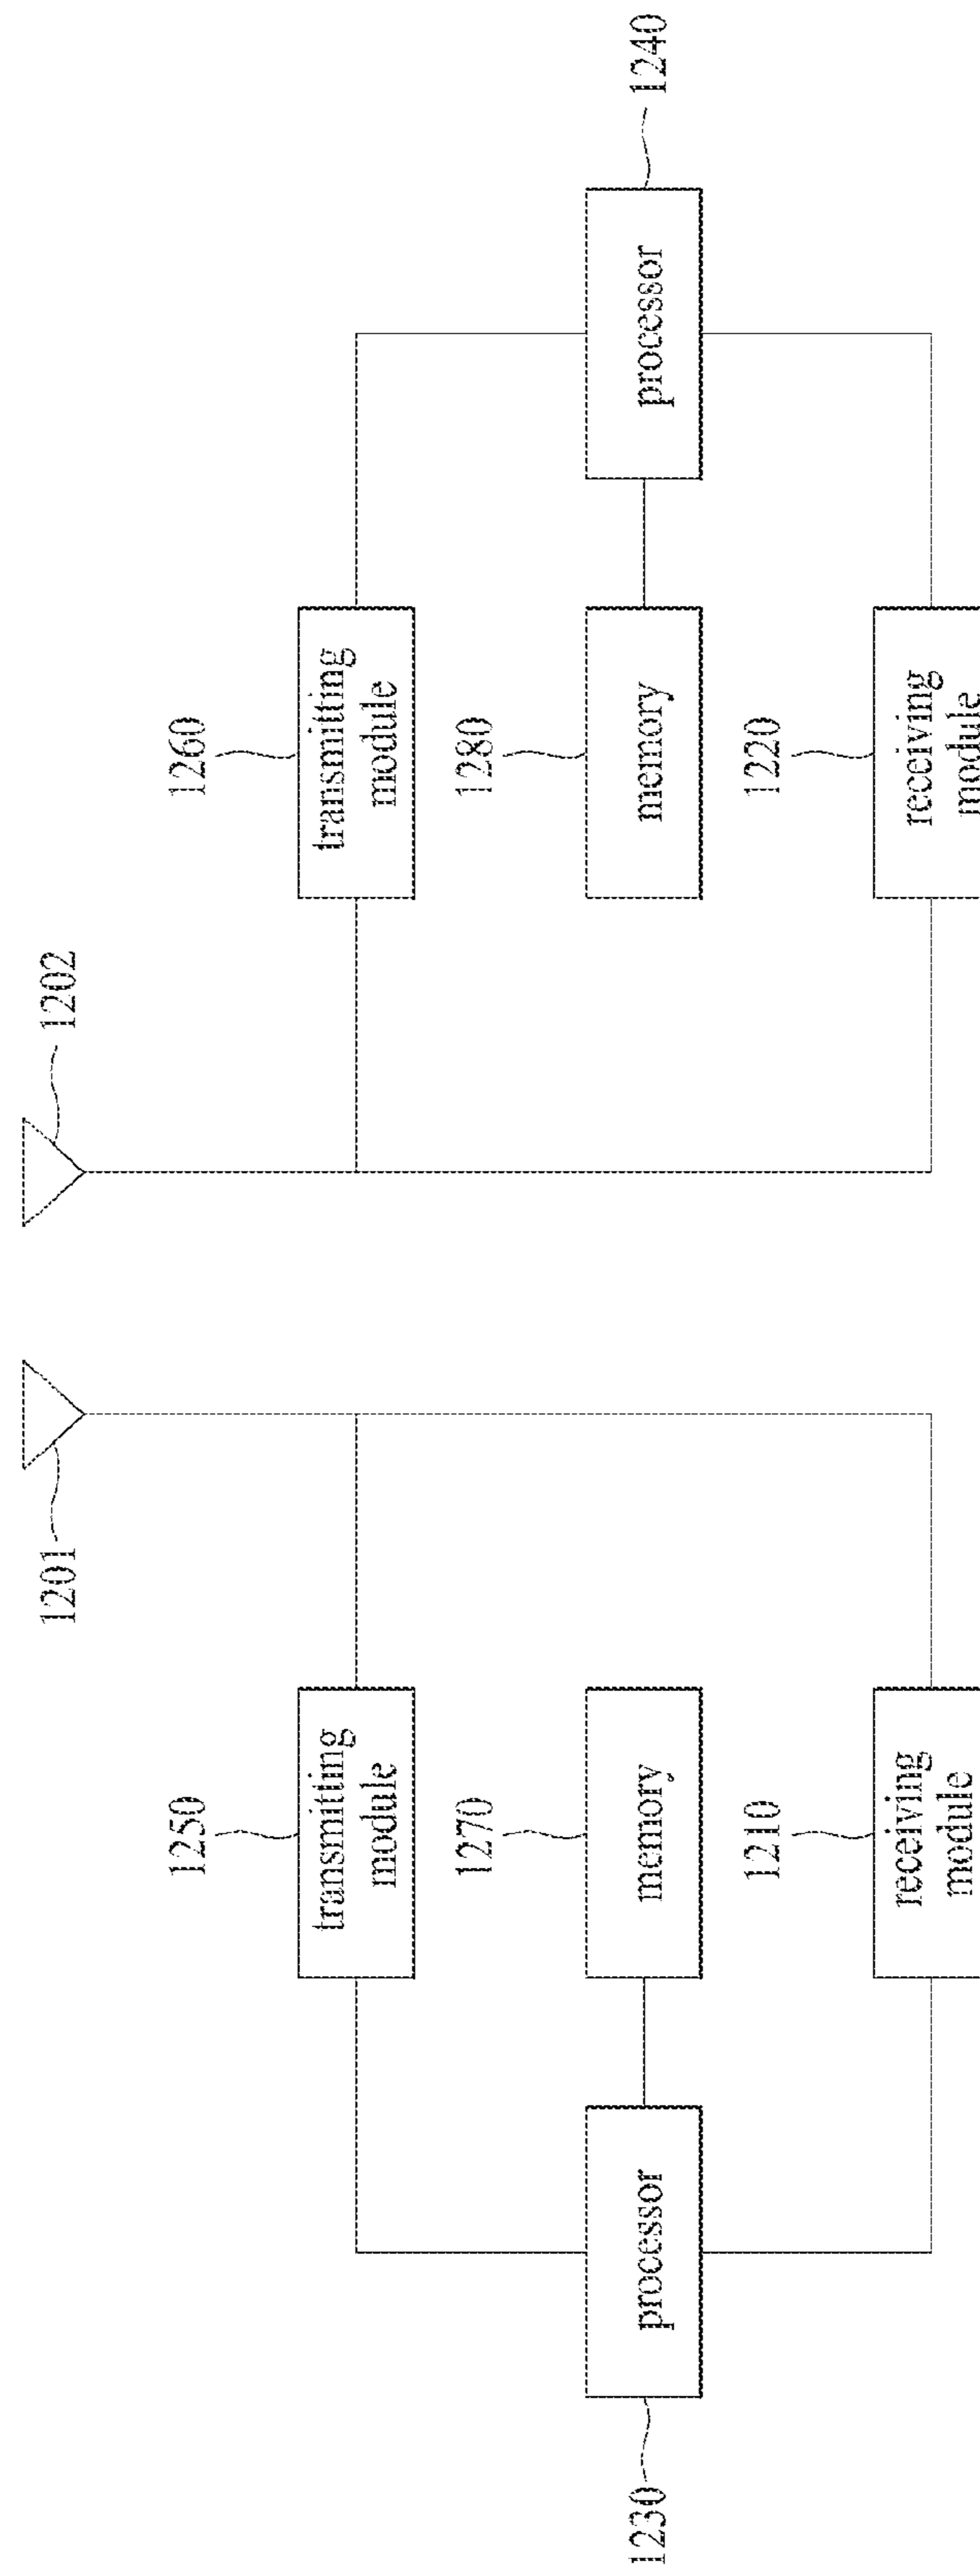 1201
1202
1250
transmitting
module
1260
transmitting
module
1230
processor
1270
memory
1280
memory
processor
1240
1210
receiving
module
1220
receiving
module